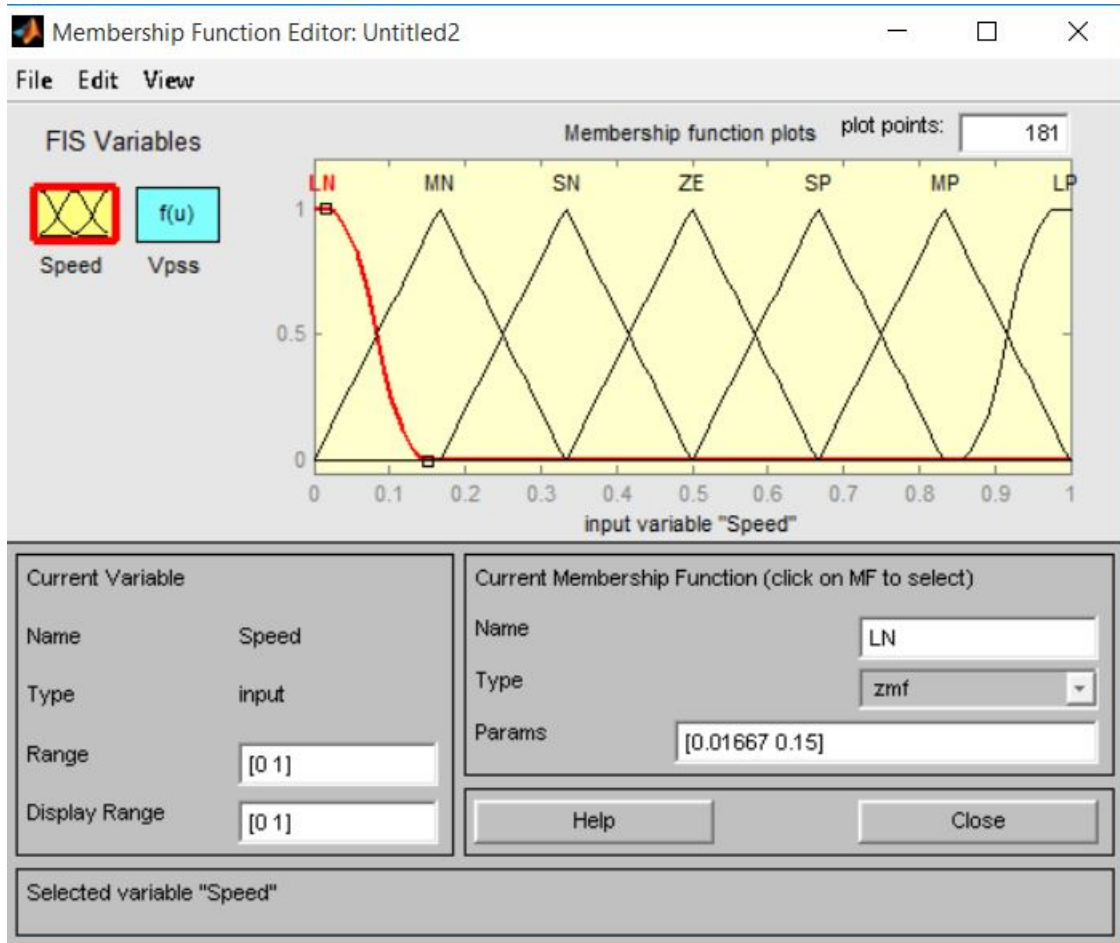 Membership Function Editor: Untitled2
File Edit View
FIS Variables
f(u)
Speed Vpss
Membership function plots plot points: 181
LN MN SN ZE SP MP LP
1
0.5
0
0 0.1 0.2 0.3 0.4 0.5 0.6 0.7 0.8 0.9 1
input variable "Speed"
Current Variable
Name Speed
Type input
Range [0 1]
Display Range [0 1]
Current Membership Function (click on MF to select)
Name LN
Type zmf
Params [0.01667 0.15]
Help Close
Selected variable "Speed"